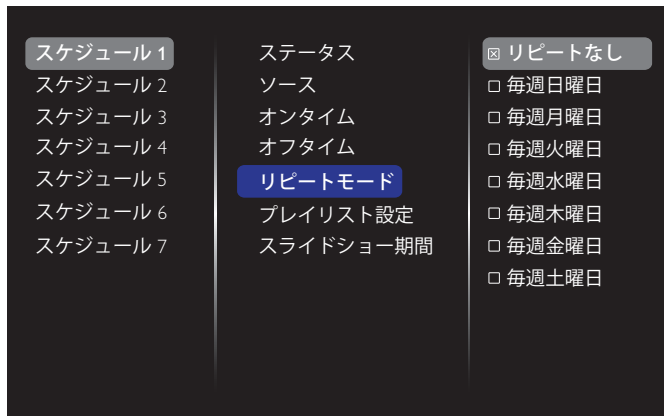 スケジュール 1
スケジュール 2
スケジュール 3
スケジュール 4
スケジュール 5
スケジュール 6
スケジュール 7
ステータス
ソース
オンタイム
オフタイム
リピートモード
プレイリスト設定
スライドショー期間
リピートなし
毎週日曜日
毎週月曜日
毎週火曜日
毎週水曜日
毎週木曜日
毎週金曜日
毎週土曜日